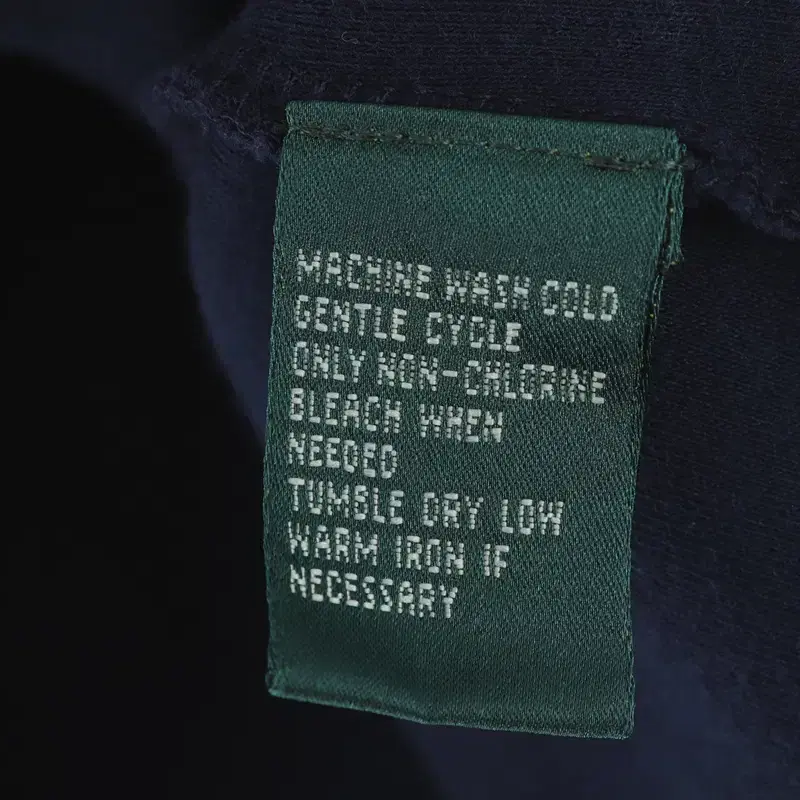 MACHINE WASH COLD
GENTLE CYCLE
ONLY NON-CHLORINE
BLEACH WHEN
NEEDED
TUMBLE DRY LOW
WARM IRON IF
NECESSARY